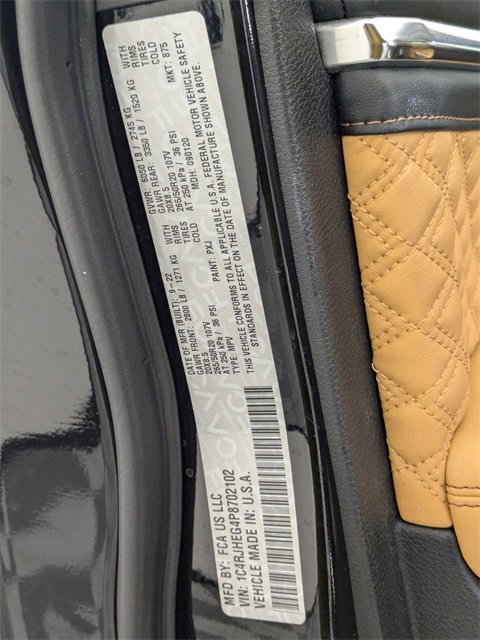 MFD BY: FCA US LLC
DATE OF MFR (BUILT): 9-22
GVWR: 6050 LB / 2745 KG
GAWR FRONT: 2800 LB / 1271 KG WITH
GAWR REAR: 3350 LB / 1520 KG WITH
20X8.5 RIMS
20X8.5 RIMS
265/50R20 107V TIRES
265/50R20 107V TIRES
AT 250 kPa / 36 PSI COLD
AT 250 kPa / 36 PSI COLD
TYPE: MPV
PAINT: PXJ
MDH: 090120
MKT: 875
THIS VEHICLE CONFORMS TO ALL APPLICABLE U.S.A. FEDERAL MOTOR VEHICLE SAFETY
STANDARDS IN EFFECT ON THE DATE OF MANUFACTURE SHOWN ABOVE.
VIN: 1C4RJHEG4P8702102
VEHICLE MADE IN: U.S.A.